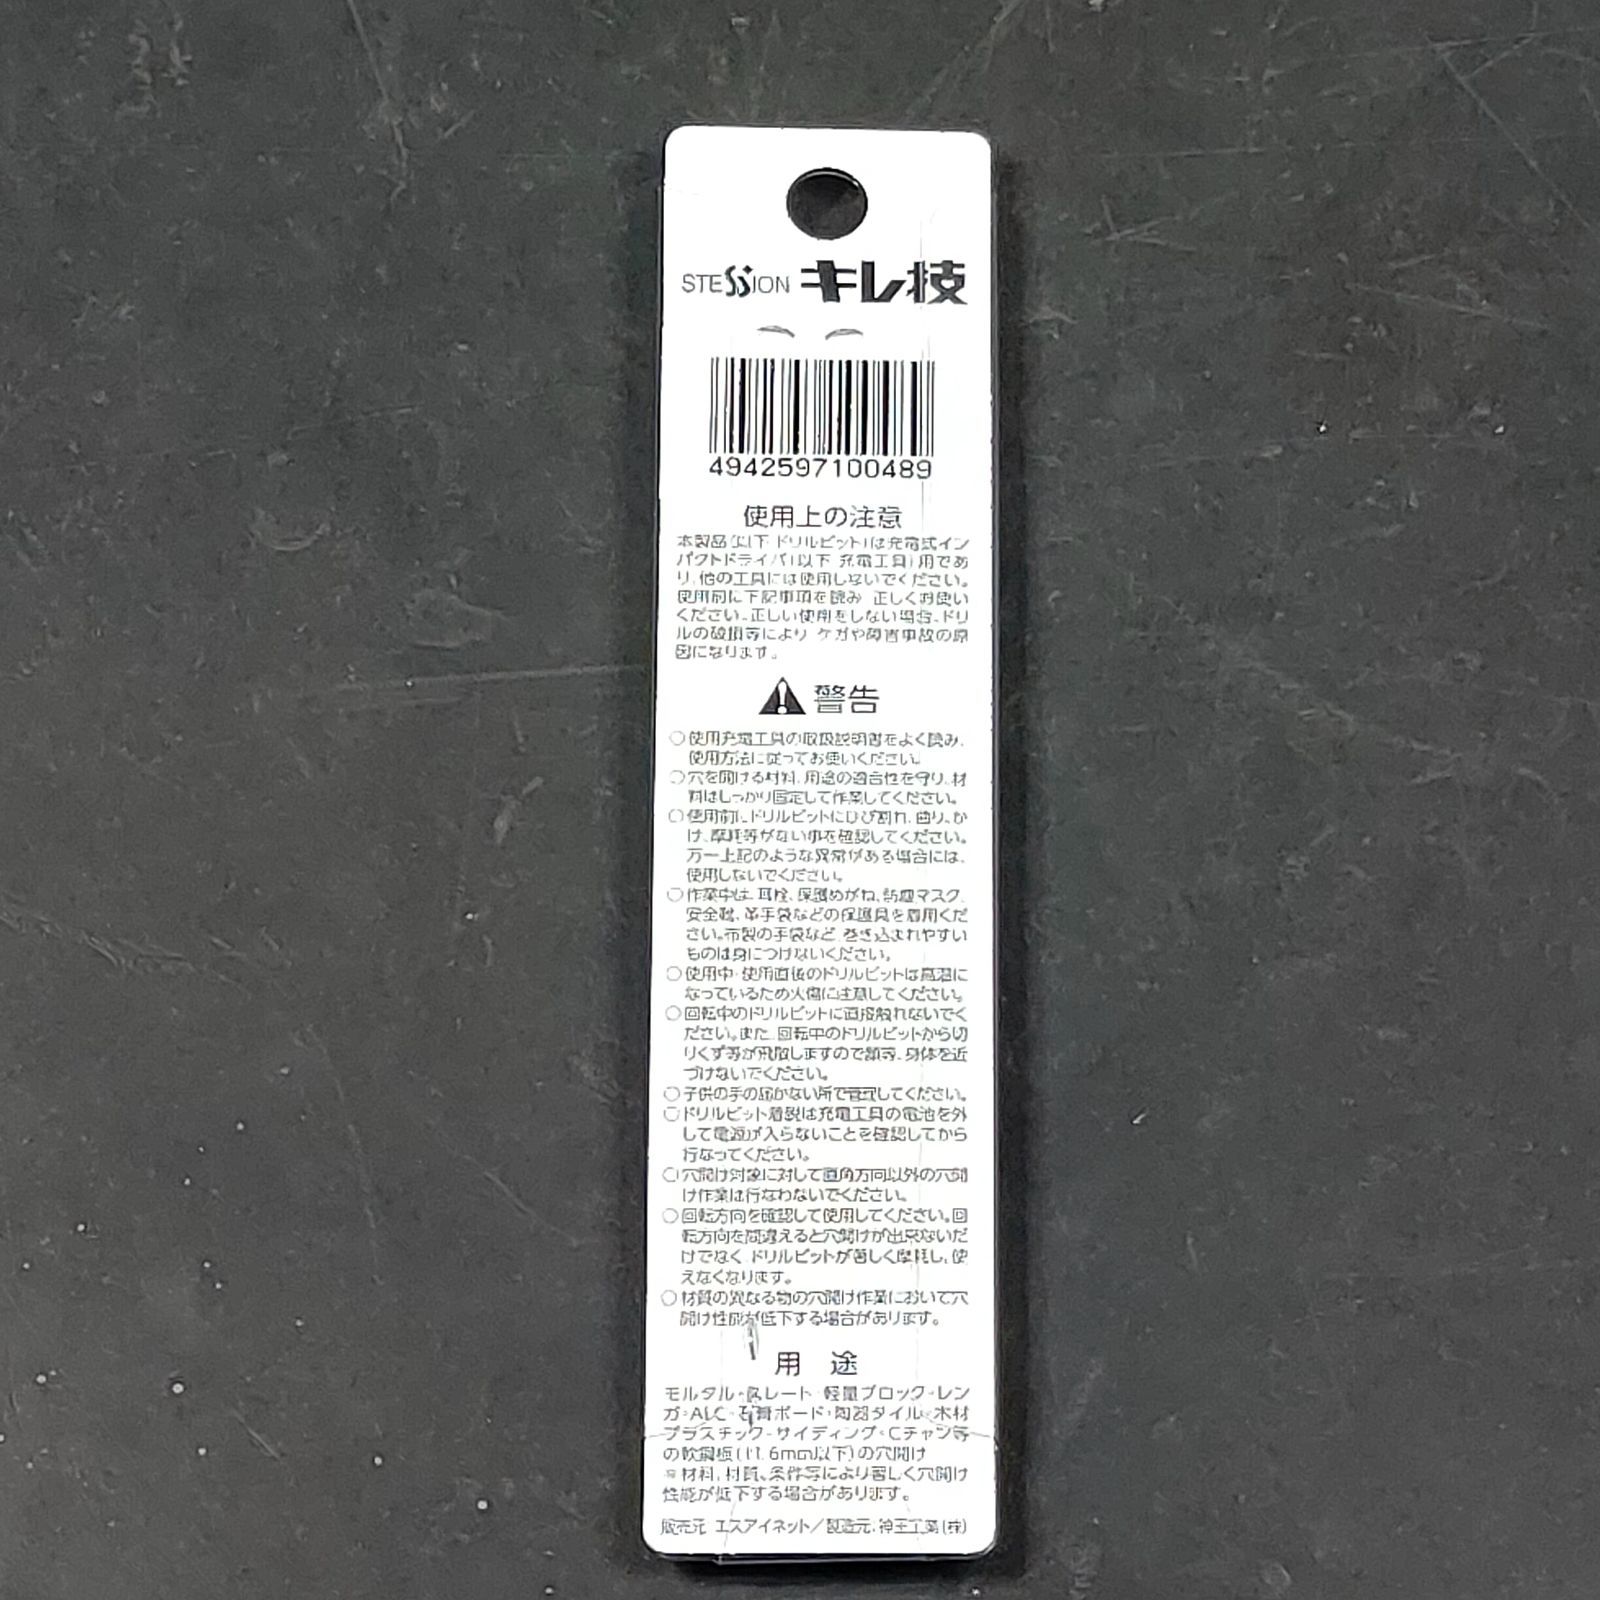 STESSION キレ技
4942597100489
使用上の注意
本製品(以下 ドリルビット)は充電式イン
パクトドライバ(以下 充電工具)用であ
り、他の工具には使用しないでください。
使用前に下記事項を読み 正しくお使い
ください。正しい使用をしない場合、ドリ
ルの破損等により ケガや障害事故の原
因になります。
警告
○使用充電工具の取扱説明書をよく読み、
使用方法に従ってお使いください。
○穴を開ける材料、用途の適合性を守り、材
料はしっかり固定して作業してください。
○使用前にドリルビットにひび割れ、曲り、か
け、摩耗等がない事を確認してください。
万一上記のような異常がある場合には、
使用しないでください。
○作業中は、耳栓、保護めがね、防塵マスク、
安全靴、革手袋などの保護具を着用くだ
さい。布製の手袋など、巻き込まれやすい
ものは身につけないください。
○使用中・使用直後のドリルビットは高温に
なっているため火傷に注意してください。
○回転中のドリルビットに直接触れないでく
ださい。また、回転中のドリルビットから切
りくず等が飛散しますので顔等、身体を近
づけないでください。
○子供の手の届かない所で管理してください。
○ドリルビット着脱は充電工具の電池を外
して電源が入らないことを確認してから
行なってください。
○穴開け対象に対して直角方向以外の穴開
け作業は行なわないでください。
○回転方向を確認して使用してください。回
転方向を間違えると穴開けが出来ないだ
けでなく、ドリルビットが著しく摩耗し、使
えなくなります。
○材質の異なる物の穴開け作業において穴
開け性能が低下する場合があります。
用 途
モルタル・スレート・軽量ブロック・レン
ガ・ALC・石膏ボード・陶器タイル・木材
プラスチック・サイディング・Cチャン等
の軟鋼板(t1.6mm以下)の穴開け
※材料、材質、条件等により著しく穴開け
性能が低下する場合があります。
販売元 エスアイネット/製造元:神王工業(株)